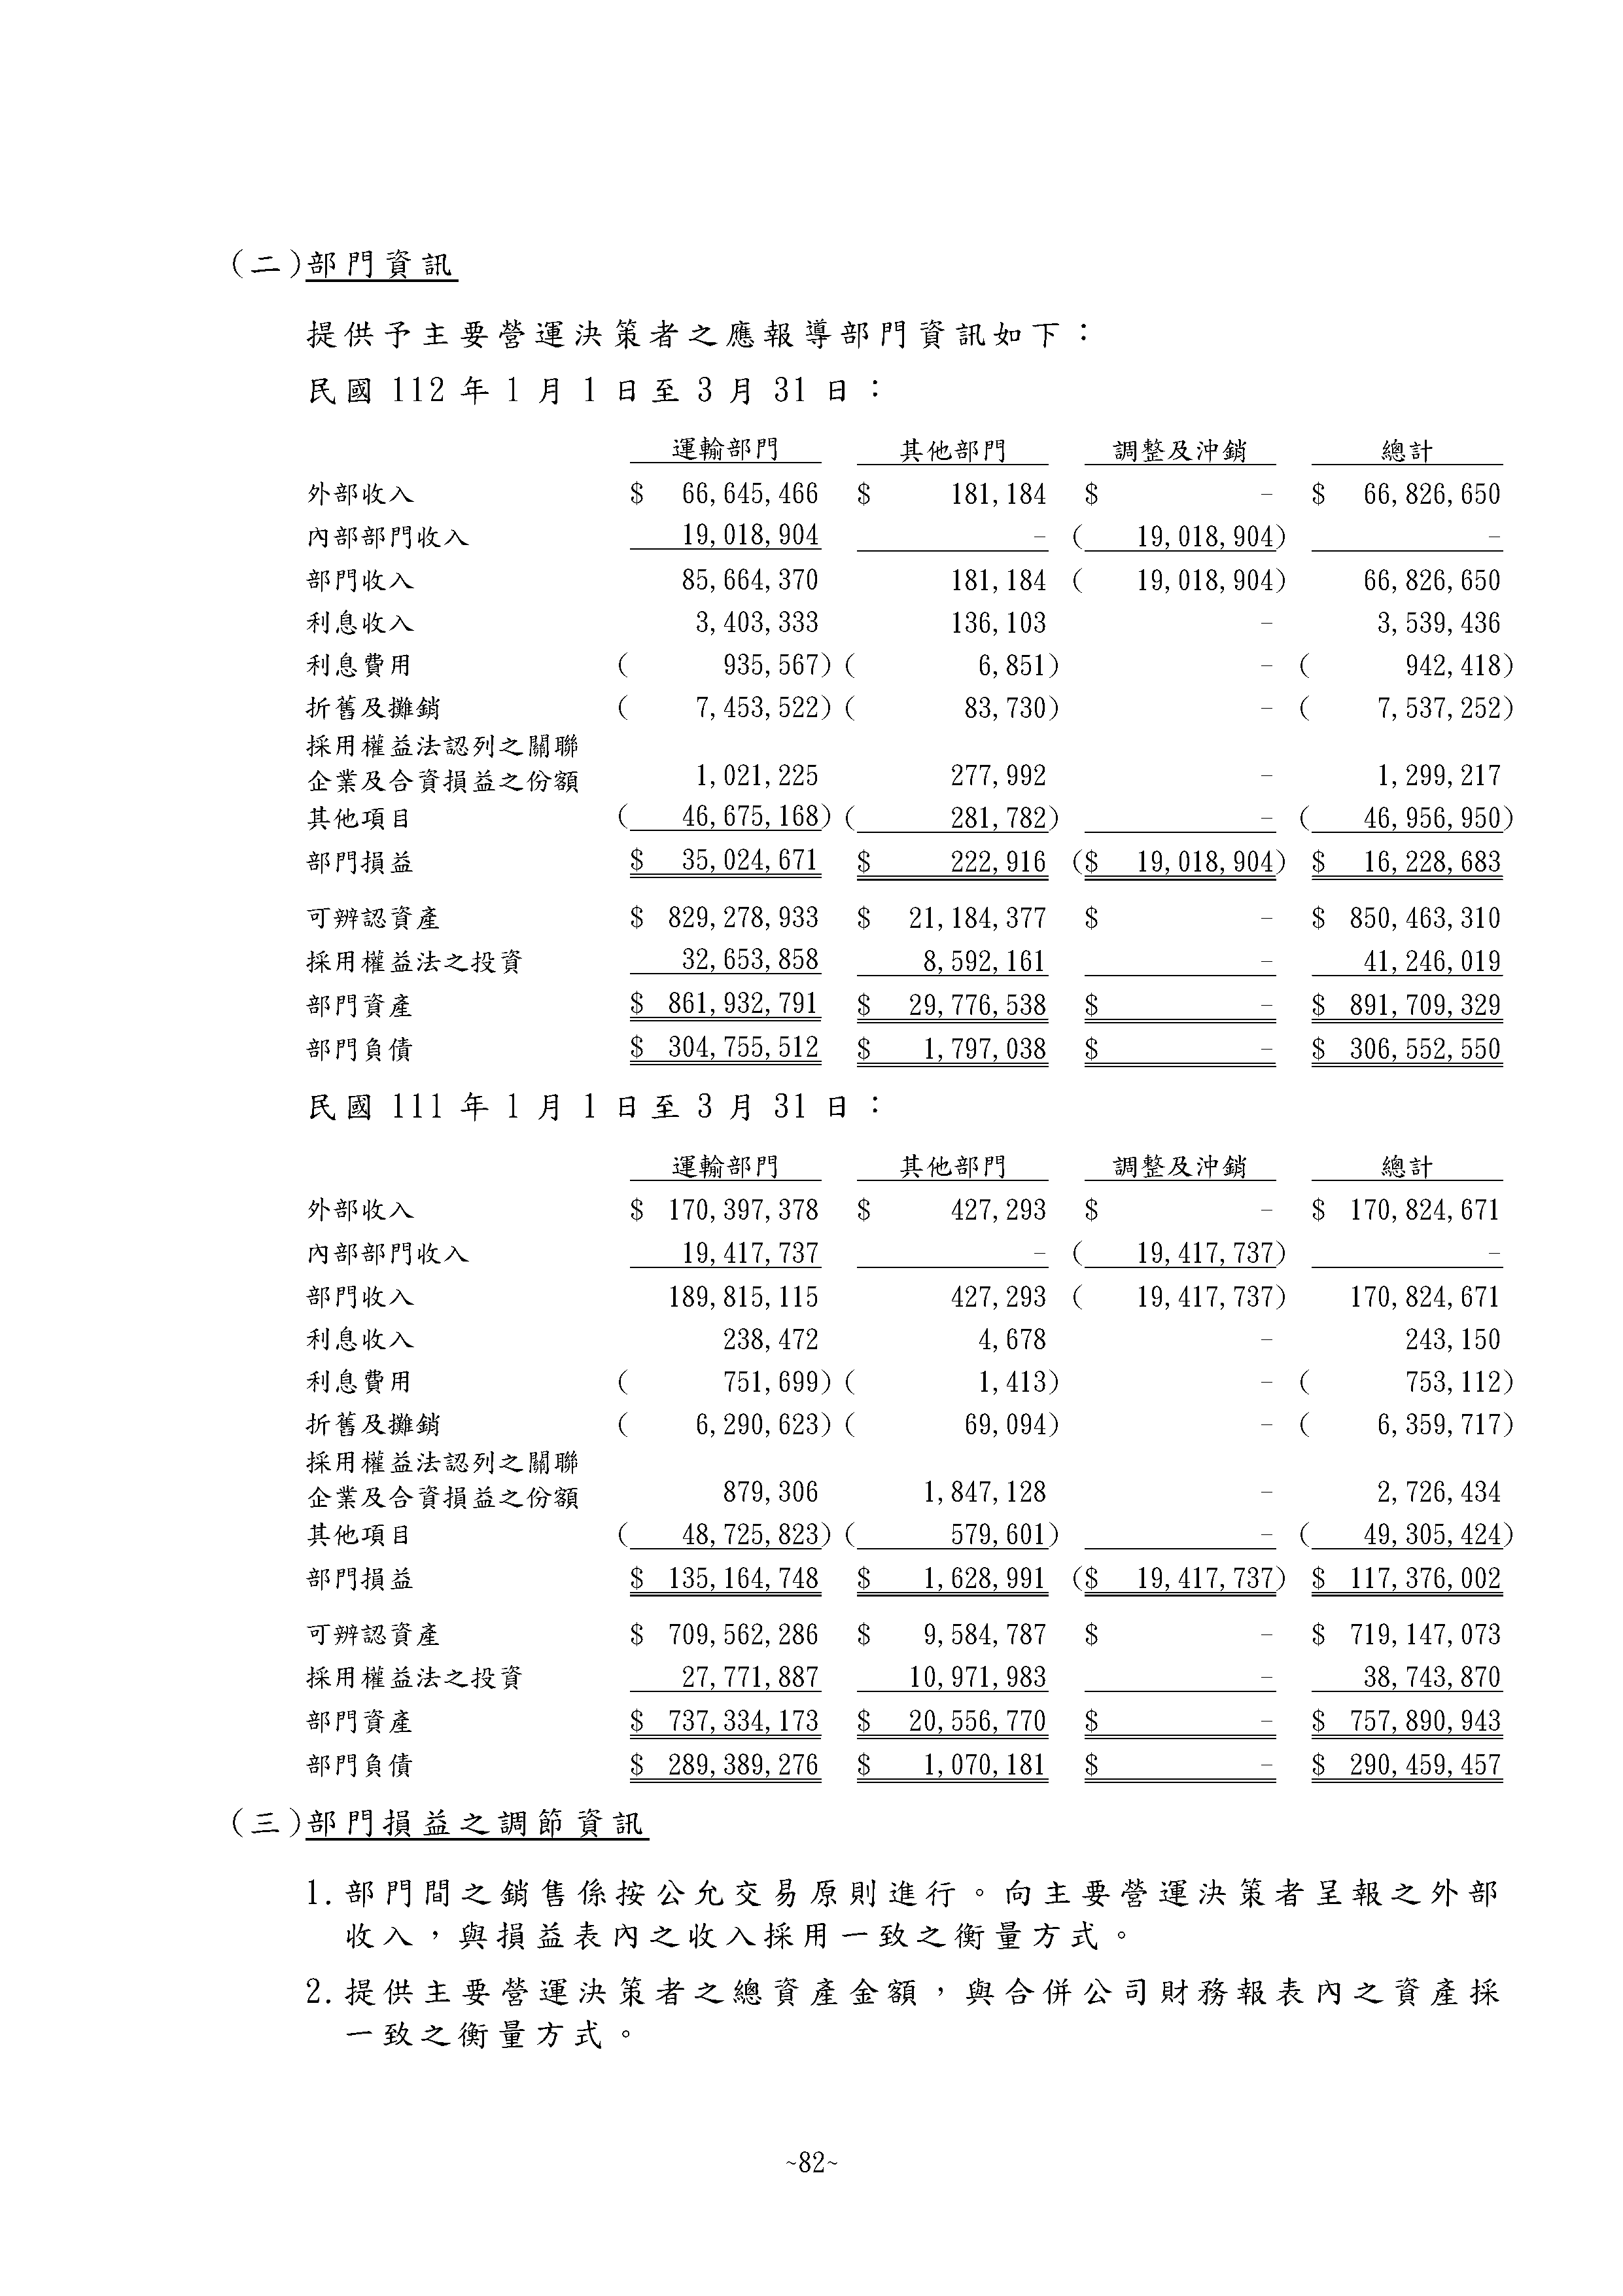 (二)部門資訊
提供予主要營運決策者之應報導部門資訊如下：
民國 112 年 1 月 1 日至 3 月 31 日：
運輸部門 其他部門 調整及沖銷 總計
外部收入 $ 66,645,466 $ 181,184 $ - $ 66,826,650
內部部門收入 19,018,904 - ( 19,018,904) -
部門收入 85,664,370 181,184 ( 19,018,904) 66,826,650
利息收入 3,403,333 136,103 - 3,539,436
利息費用 ( 935,567) ( 6,851) - ( 942,418)
折舊及攤銷 ( 7,453,522) ( 83,730) - ( 7,537,252)
採用權益法認列之關聯
企業及合資損益之份額 1,021,225 277,992 - 1,299,217
其他項目 ( 46,675,168) ( 281,782) - ( 46,956,950)
部門損益 $ 35,024,671 $ 222,916 ($ 19,018,904) $ 16,228,683
可辨認資產 $ 829,278,933 $ 21,184,377 $ - $ 850,463,310
採用權益法之投資 32,653,858 8,592,161 - 41,246,019
部門資產 $ 861,932,791 $ 29,776,538 $ - $ 891,709,329
部門負債 $ 304,755,512 $ 1,797,038 $ - $ 306,552,550
民國 111 年 1 月 1 日至 3 月 31 日：
運輸部門 其他部門 調整及沖銷 總計
外部收入 $ 170,397,378 $ 427,293 $ - $ 170,824,671
內部部門收入 19,417,737 - ( 19,417,737) -
部門收入 189,815,115 427,293 ( 19,417,737) 170,824,671
利息收入 238,472 4,678 - 243,150
利息費用 ( 751,699) ( 1,413) - ( 753,112)
折舊及攤銷 ( 6,290,623) ( 69,094) - ( 6,359,717)
採用權益法認列之關聯
企業及合資損益之份額 879,306 1,847,128 - 2,726,434
其他項目 ( 48,725,823) ( 579,601) - ( 49,305,424)
部門損益 $ 135,164,748 $ 1,628,991 ($ 19,417,737) $ 117,376,002
可辨認資產 $ 709,562,286 $ 9,584,787 $ - $ 719,147,073
採用權益法之投資 27,771,887 10,971,983 - 38,743,870
部門資產 $ 737,334,173 $ 20,556,770 $ - $ 757,890,943
部門負債 $ 289,389,276 $ 1,070,181 $ - $ 290,459,457
(三)部門損益之調節資訊
1.部門間之銷售係按公允交易原則進行。向主要營運決策者呈報之外部
收入，與損益表內之收入採用一致之衡量方式。
2.提供主要營運決策者之總資產金額，與合併公司財務報表內之資產採
一致之衡量方式。
~82~